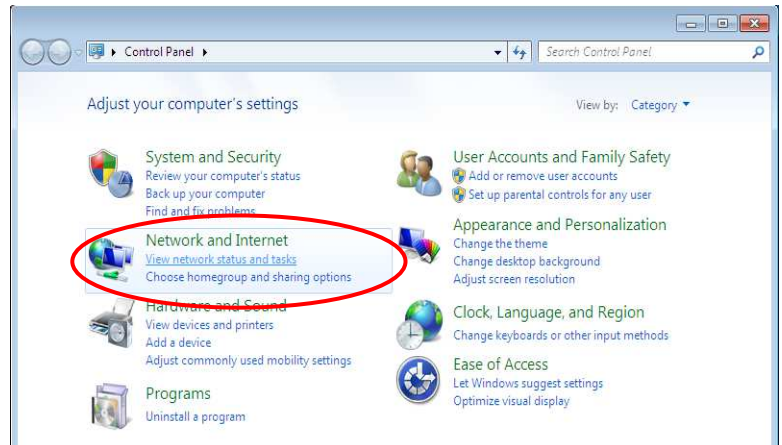 Control Panel
Search Control Panel
Adjust your computer's settings
View by: Category
System and Security
Review your computer's status
Back up your computer
Find and fix problems
Network and Internet
View network status and tasks
Choose homegroup and sharing options
Hardware and Sound
View devices and printers
Add a device
Adjust commonly used mobility settings
Programs
Uninstall a program
User Accounts and Family Safety
Add or remove user accounts
Set up parental controls for any user
Appearance and Personalization
Change the theme
Change desktop background
Adjust screen resolution
Clock, Language, and Region
Change keyboards or other input methods
Ease of Access
Let Windows suggest settings
Optimize visual display